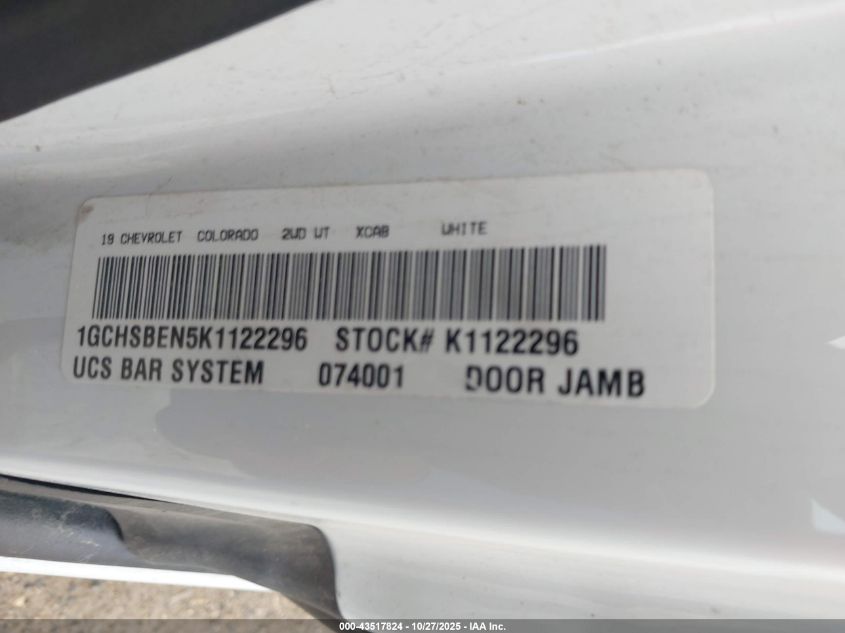 19 CHEVROLET COLORADO 2WD WT XCAB WHITE
1GCHSBEN5K1122296 STOCK# K1122296
UCS BAR SYSTEM 074001 DOOR JAMB
000-43517824 | 10/27/2025 - IAA Inc.